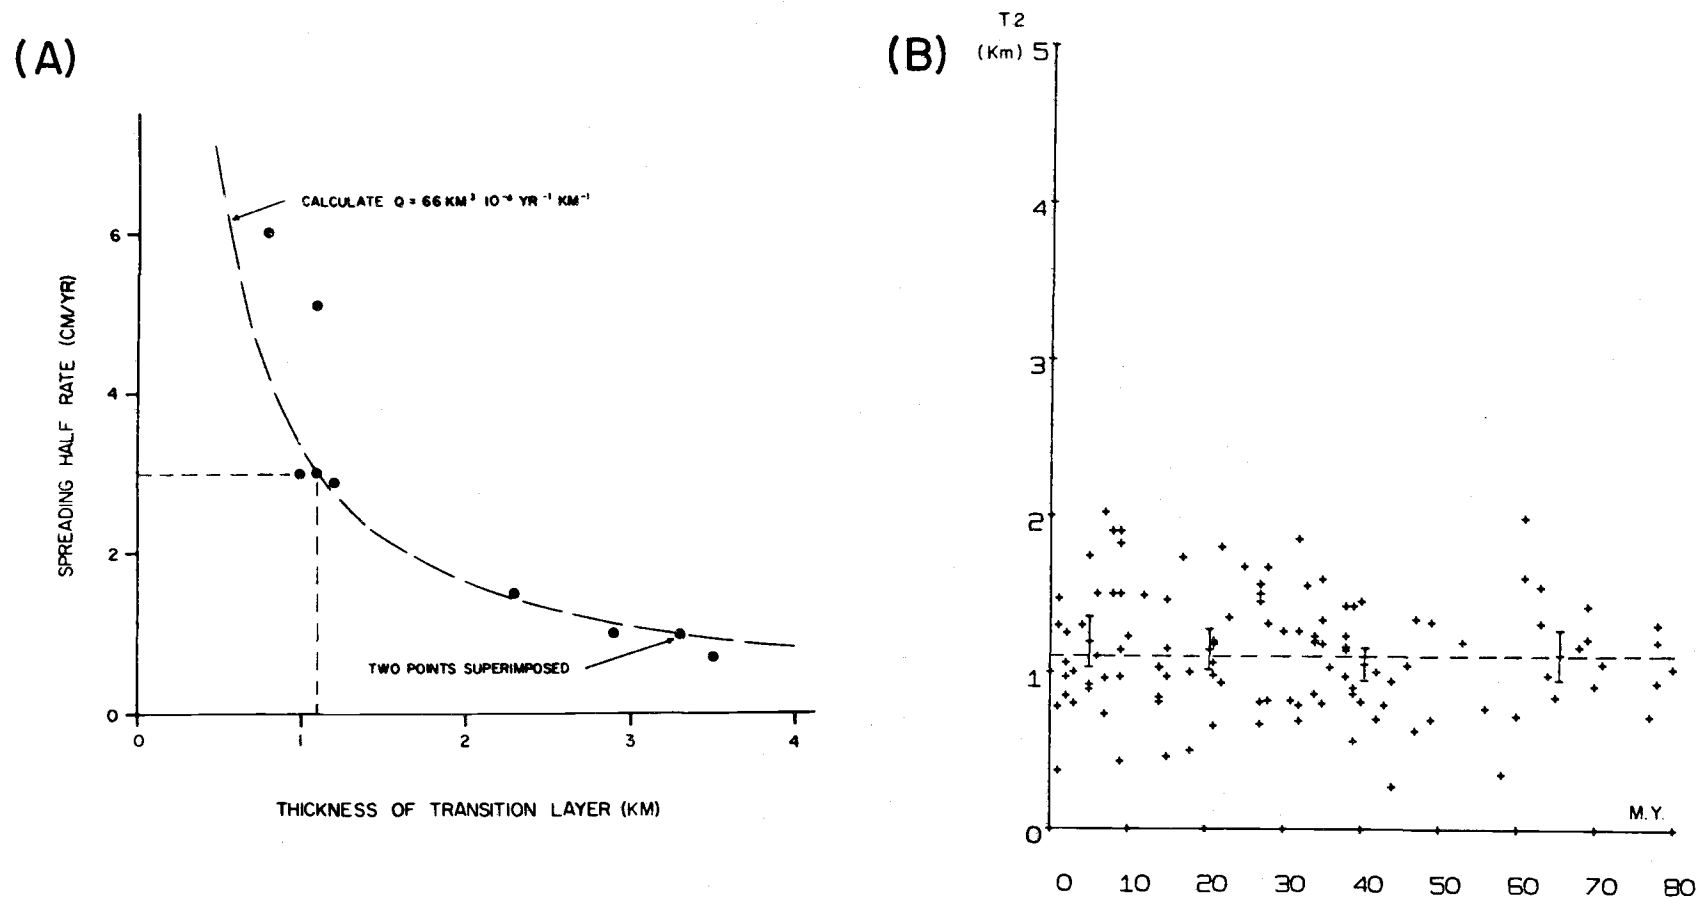 (A)
CALCULATE Q = 66 KM³ 10⁻⁶ YR⁻¹ KM⁻¹
6
4
2
0
SPREADING HALF RATE (CM/YR)
TWO POINTS SUPERIMPOSED
0 1 2 3 4
THICKNESS OF TRANSITION LAYER (KM)
(B)
T2
(Km)
5
4
3
2
1
0
M.Y.
0 10 20 30 40 50 60 70 80